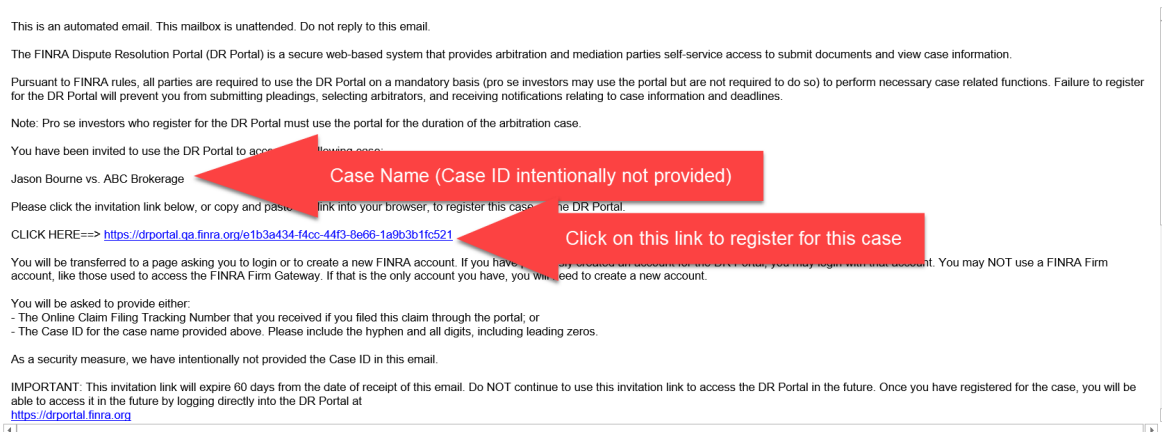 This is an automated email. This mailbox is unattended. Do not reply to this email.
The FINRA Dispute Resolution Portal (DR Portal) is a secure web-based system that provides arbitration and mediation parties self-service access to submit documents and view case information.
Pursuant to FINRA rules, all parties are required to use the DR Portal on a mandatory basis (pro se investors may use the portal but are not required to do so) to perform necessary case related functions. Failure to register
for the DR Portal will prevent you from submitting pleadings, selecting arbitrators, and receiving notifications relating to case information and deadlines.
Note: Pro se investors who register for the DR Portal must use the portal for the duration of the arbitration case.
You have been invited to use the DR Portal to
Jason Bourne vs. ABC Brokerage
Case Name (Case ID intentionally not provided)
Please click the invitation link below, or copy and link into your browser, to register this case DR Portal.
CLICK HERE==> https://drportal.qa.finra.org/e1b3a434-f4cc-44f3-8e66-1a9b3b1fc521
Click on this link to register for this case
You will be transferred to a page asking you to login or to create a new FINRA account. If you have account. You may NOT use a FINRA Firm
account, like those used to access the FINRA Firm Gateway. If that is the only account you have, you will need to create a new account.
You will be asked to provide either:
- The Online Claim Filing Tracking Number that you received if you filed this claim through the portal; or
- The Case ID for the case name provided above. Please include the hyphen and all digits, including leading zeros.
As a security measure, we have intentionally not provided the Case ID in this email.
IMPORTANT: This invitation link will expire 60 days from the date of receipt of this email. Do NOT continue to use this invitation link to access the DR Portal in the future. Once you have registered for the case, you will be
able to access it in the future by logging directly into the DR Portal at
https://drportal.finra.org